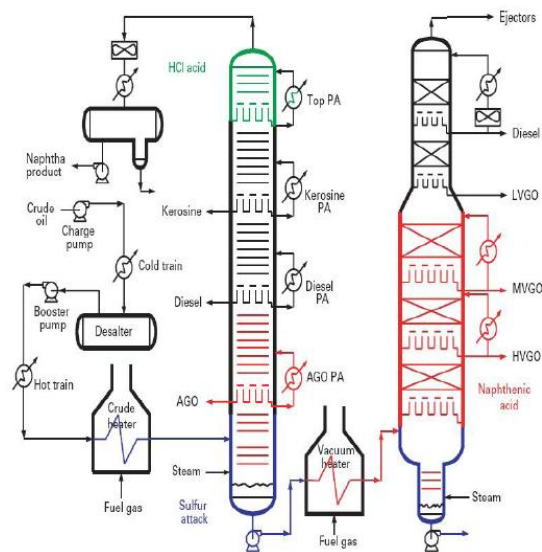 Ejectors
HCl acid
Top PA
Diesel
Naphtha
product
Crude
oil
Charge
pump
Kerosine
Kerosine
PA
LVGO
Cold train
Booster
pump
Desalter
Diesel
Diesel
PA
MVGO
Hot train
AGO
AGO PA
HVGO
Naphthenic
acid
Crude
heater
Vacuum
heater
Steam
Steam
Sulfur
attack
Fuel gas
Fuel gas